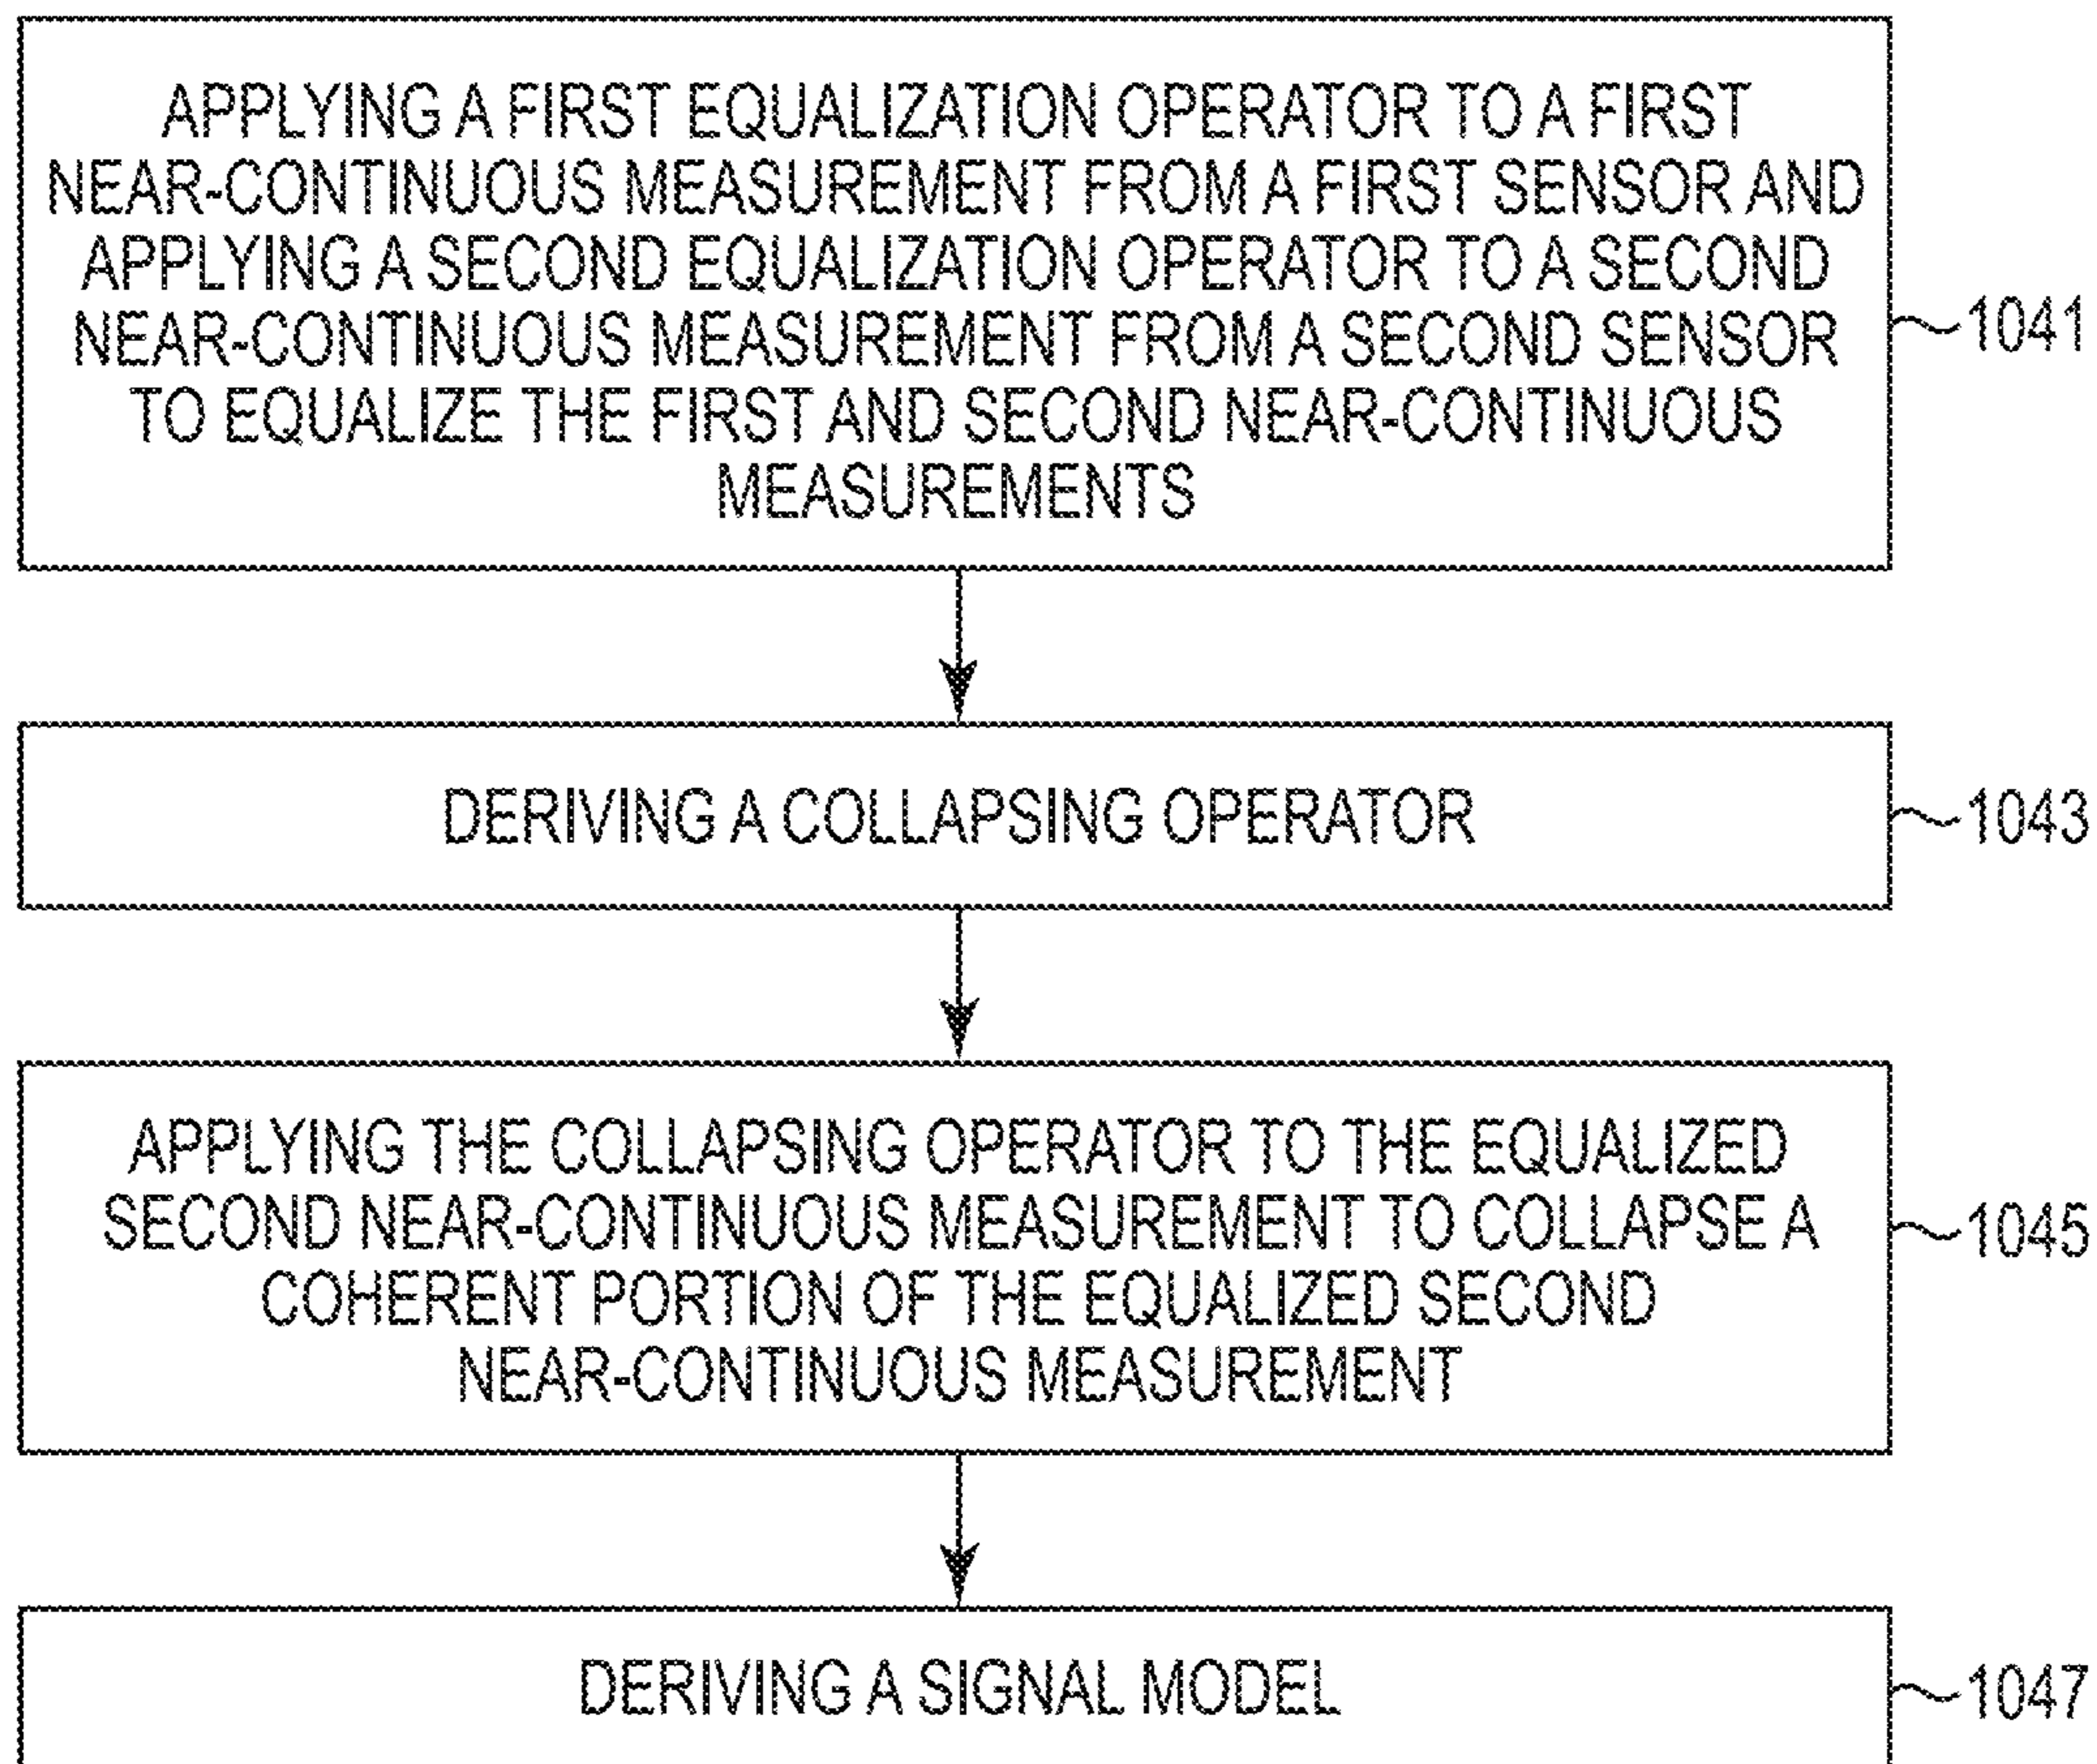 APPLYING A FIRST EQUALIZATION OPERATOR TO A FIRST
NEAR-CONTINUOUS MEASUREMENT FROM A FIRST SENSOR AND
APPLYING A SECOND EQUALIZATION OPERATOR TO A SECOND
NEAR-CONTINUOUS MEASUREMENT FROM A SECOND SENSOR
TO EQUALIZE THE FIRST AND SECOND NEAR-CONTINUOUS
MEASUREMENTS
1041
DERIVING A COLLAPSING OPERATOR
1043
APPLYING THE COLLAPSING OPERATOR TO THE EQUALIZED
SECOND NEAR-CONTINUOUS MEASUREMENT TO COLLAPSE A
COHERENT PORTION OF THE EQUALIZED SECOND
NEAR-CONTINUOUS MEASUREMENT
1045
DERIVING A SIGNAL MODEL
1047